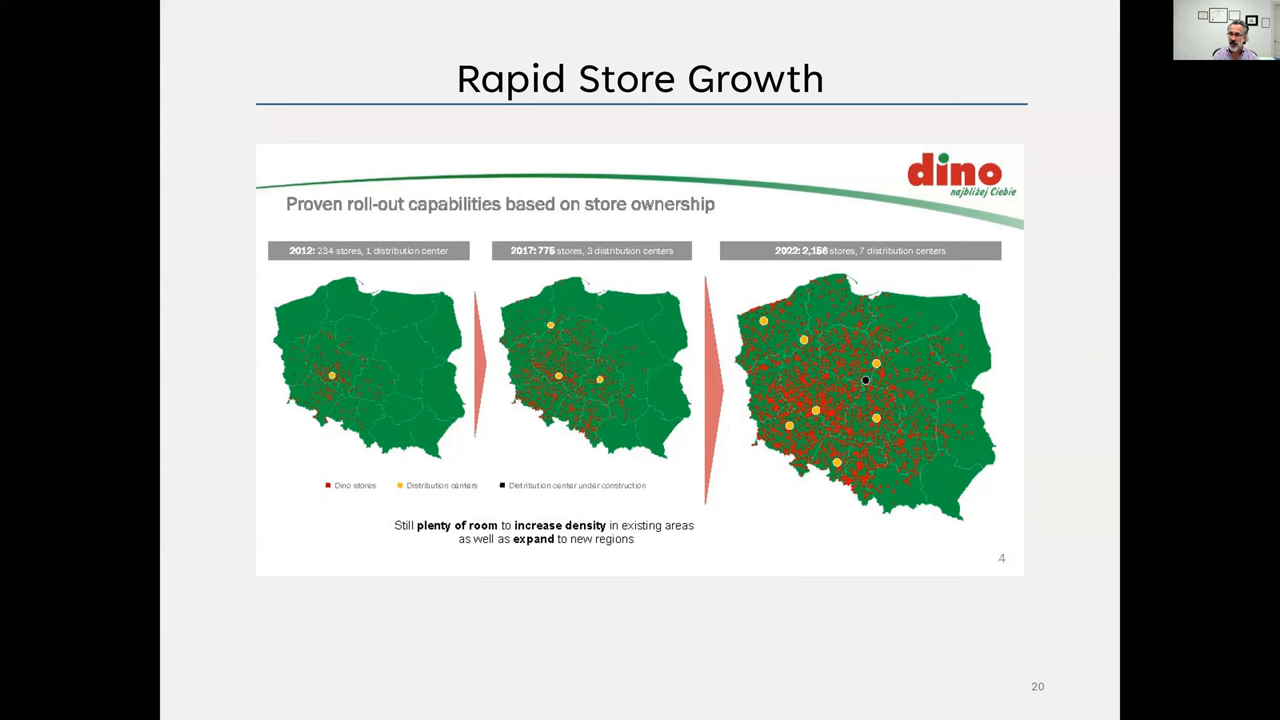 Rapid Store Growth
dino
najbliżej Ciebie
Proven roll-out capabilities based on store ownership
2012: 234 stores, 1 distribution center
2017: 775 stores, 3 distribution centers
2022: 2,156 stores, 7 distribution centers
Dino stores
Distribution centers
Distribution center under construction
Still plenty of room to increase density in existing areas
as well as expand to new regions
4
20